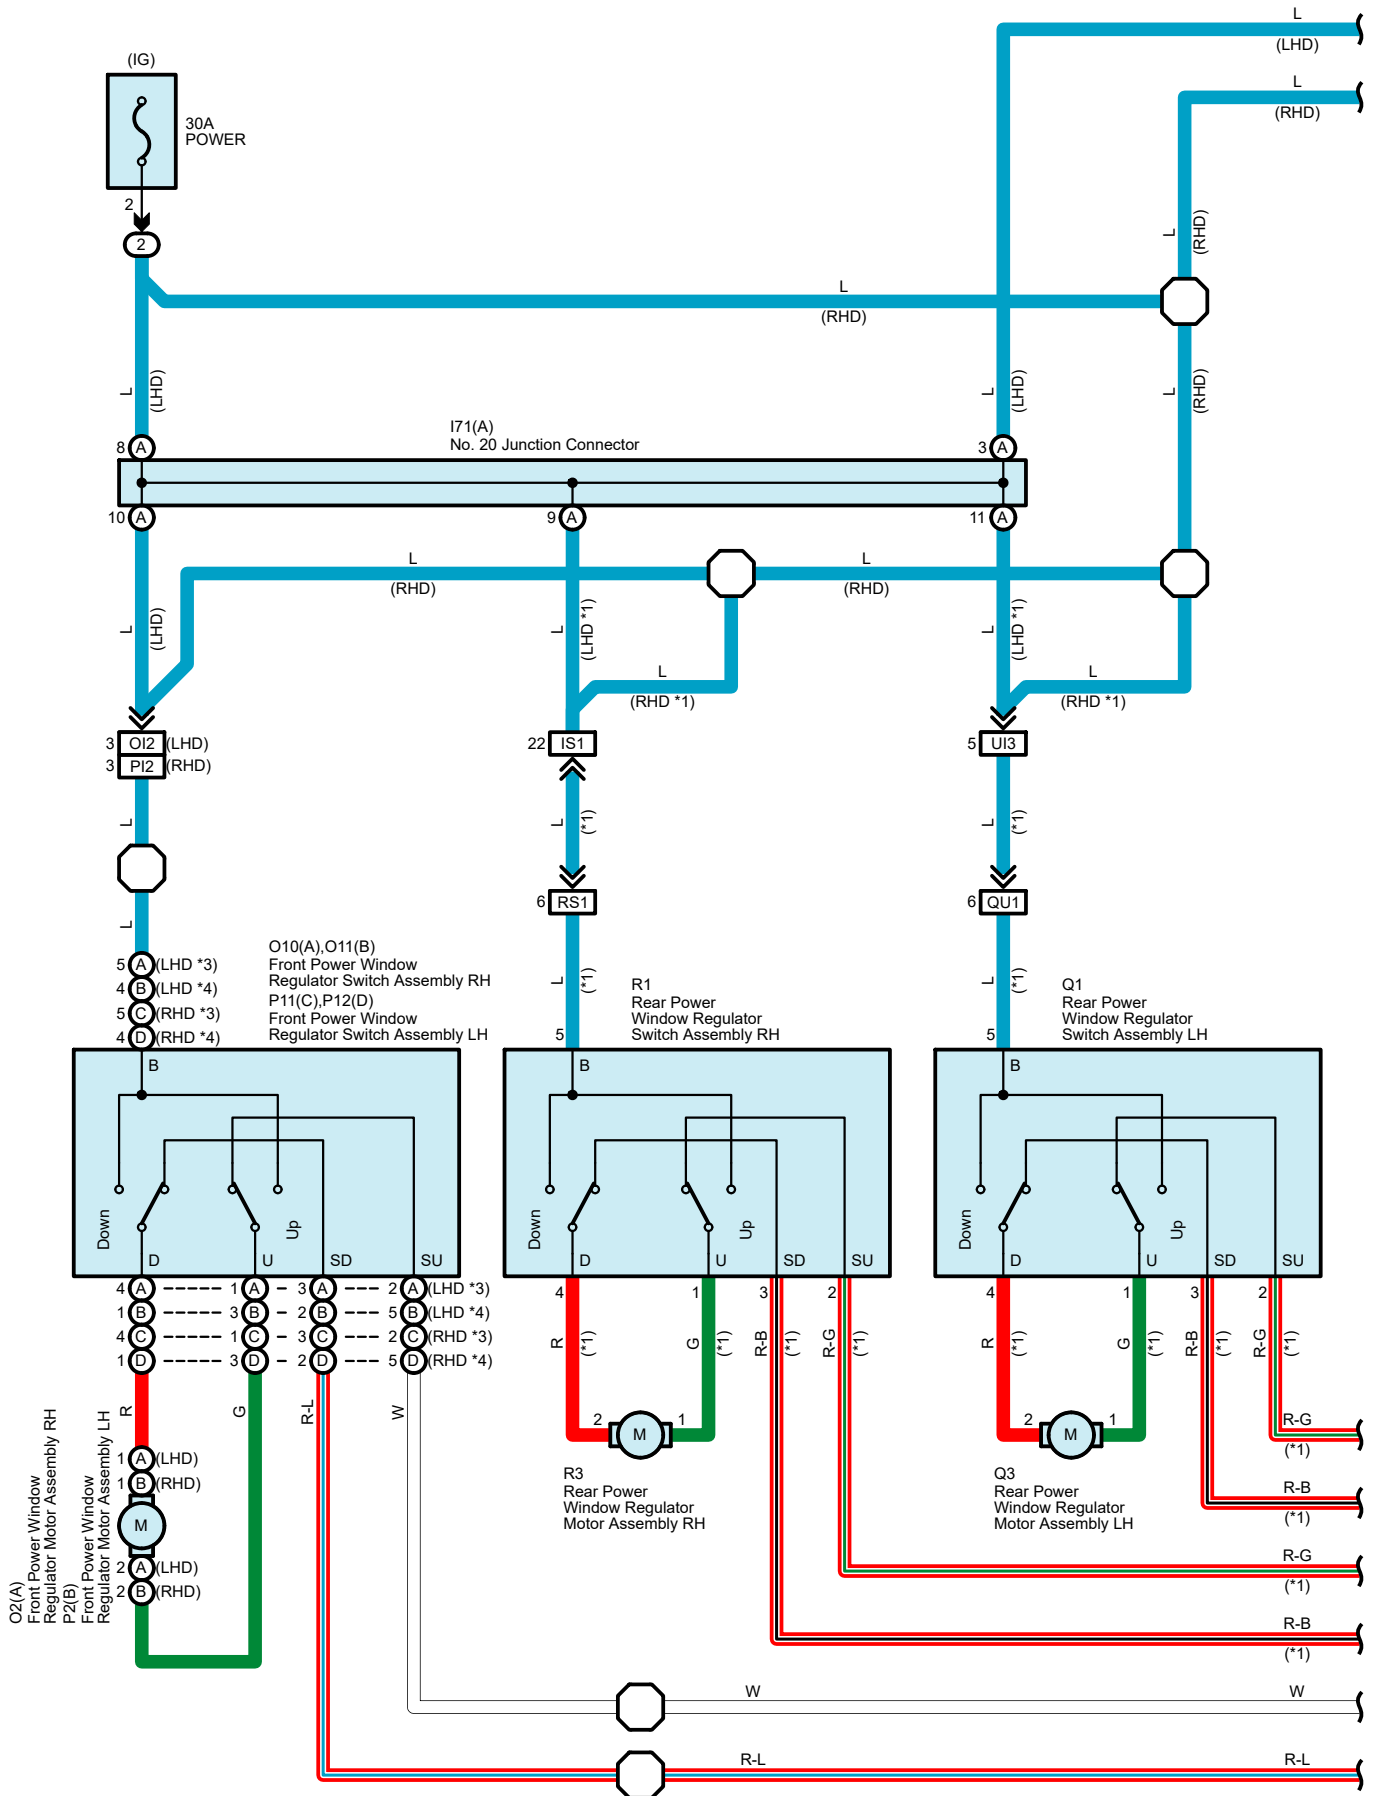 L
(LHD)
(IG)
L
(RHD)
30A
POWER
2
2
L
(RHD)
L
(RHD)
L
(LHD)
L
(LHD)
L
(RHD)
I71(A)
No. 20 Junction Connector
8 A
3 A
10 A
9 A
11 A
L
(RHD)
L
(RHD)
L
(LHD)
L
(LHD *1)
L
(LHD *1)
L
(RHD *1)
L
(RHD *1)
3 OI2 (LHD)
3 PI2 (RHD)
22 IS1
5 UI3
L
L
(*1)
L
(*1)
6 RS1
6 QU1
L
L
(*1)
L
(*1)
5 A (LHD *3)
4 B (LHD *4)
5 C (RHD *3)
4 D (RHD *4)
O10(A),O11(B)
Front Power Window
Regulator Switch Assembly RH
P11(C),P12(D)
Front Power Window
Regulator Switch Assembly LH
R1
Rear Power
Window Regulator
Switch Assembly RH
5
Q1
Rear Power
Window Regulator
Switch Assembly LH
5
B
B
B
Down
Up
Down
Up
Down
Up
D U SD SU
D U SD SU
D U SD SU
4 A 1 A 3 A 2 A (LHD *3)
1 B 3 B 2 B 5 B (LHD *4)
4 C 1 C 3 C 2 C (RHD *3)
1 D 3 D 2 D 5 D (RHD *4)
4 1 3 2
4 1 3 2
R
(*1)
G
(*1)
R-B
(*1)
R-G
(*1)
R
(*1)
G
(*1)
R-B
(*1)
R-G
(*1)
R
G
R-L
W
1 A (LHD)
1 B (RHD)
M
2 A (LHD)
2 B (RHD)
O2(A)
Front Power Window
Regulator Motor Assembly RH
P2(B)
Front Power Window
Regulator Motor Assembly LH
2 M 1
R3
Rear Power
Window Regulator
Motor Assembly RH
2 M 1
Q3
Rear Power
Window Regulator
Motor Assembly LH
R-G
(*1)
R-B
(*1)
R-G
(*1)
R-B
(*1)
W
W
R-L
R-L